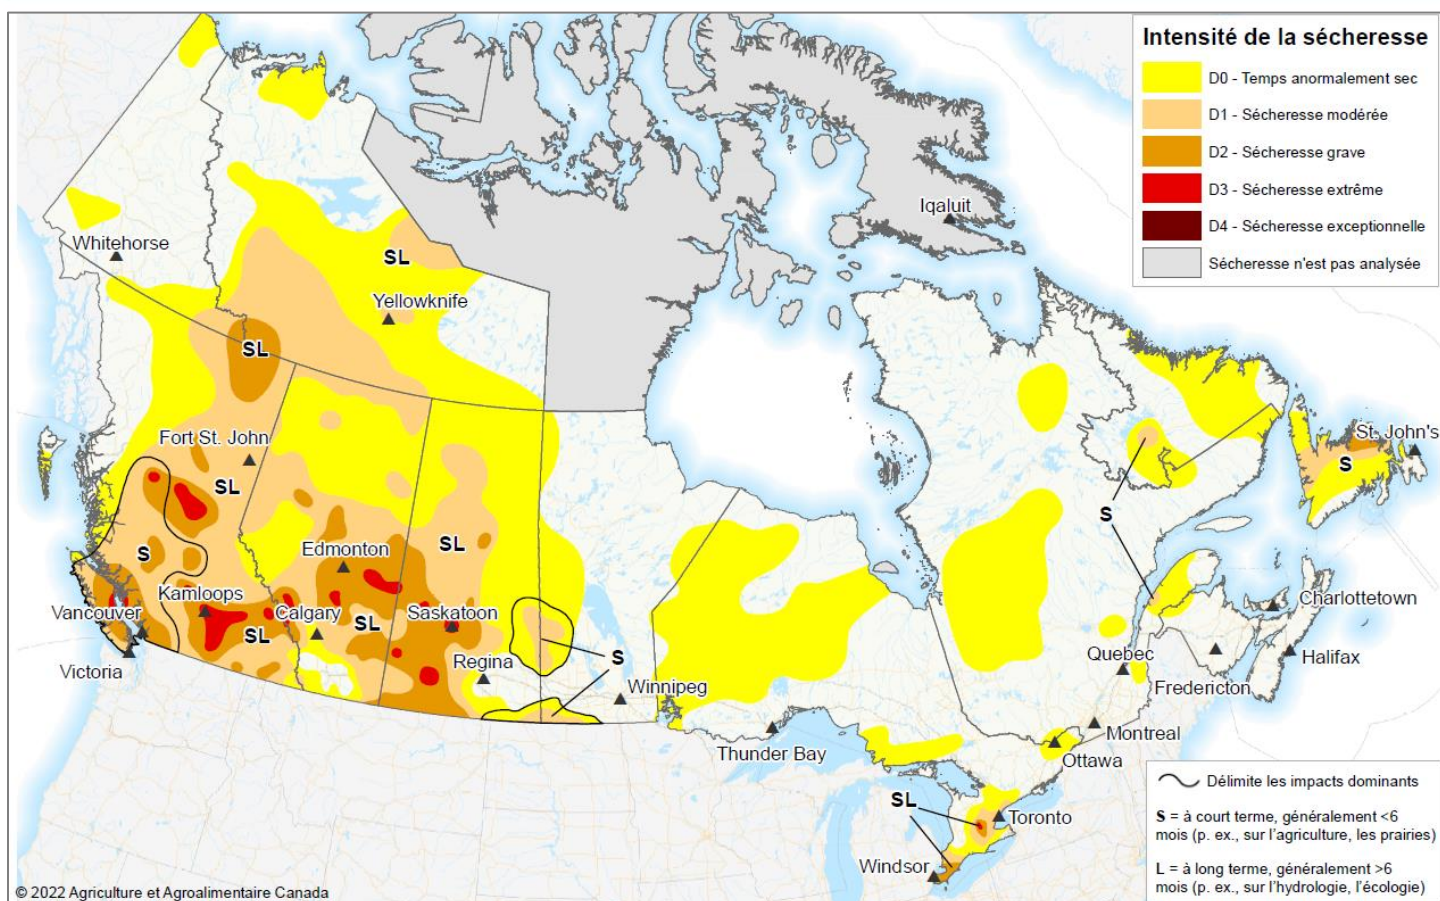 Intensité de la sécheresse
D0 - Temps anormalement sec
D1 - Sécheresse modérée
D2 - Sécheresse grave
D3 - Sécheresse extrême
D4 - Sécheresse exceptionnelle
Sécheresse n'est pas analysée
Iqaluit
Whitehorse
SL
Yellowknife
SL
Fort St. John
St. John's
S
SL
S
Edmonton
SL
S
Kamloops
Vancouver
Calgary
SL
Saskatoon
Charlottetown
SL
Victoria
Regina
S
Winnipeg
Quebec
Halifax
Fredericton
Thunder Bay
Montreal
Ottawa
SL
Toronto
Windsor
Délimite les impacts dominants
S = à court terme, généralement <6
mois (p. ex., sur l'agriculture, les prairies)
L = à long terme, généralement >6
mois (p. ex., sur l'hydrologie, l'écologie)
© 2022 Agriculture et Agroalimentaire Canada